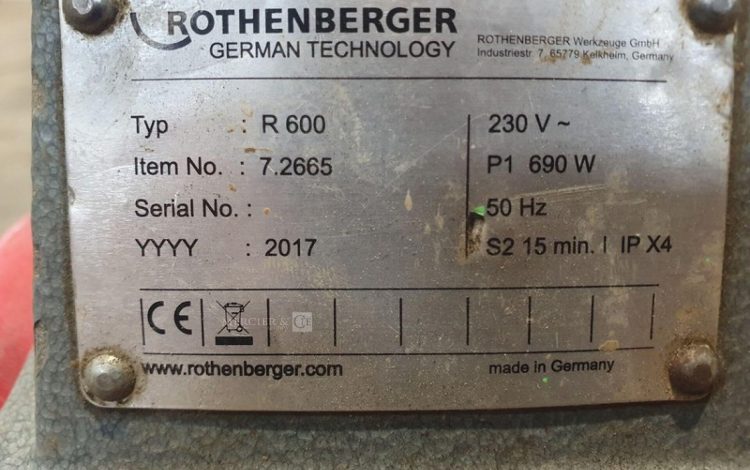 ROTHENBERGER
GERMAN TECHNOLOGY
ROTHENBERGER Werkzeuge GmbH
Industriestr. 7, 65779 Kelkheim, Germany
Typ : R 600
230 V ~
Item No. : 7.2665
P1 690 W
Serial No. :
50 Hz
YYYY : 2017
S2 15 min. I IP X4
CE
MERCIER & Cie
www.rothenberger.com
made in Germany